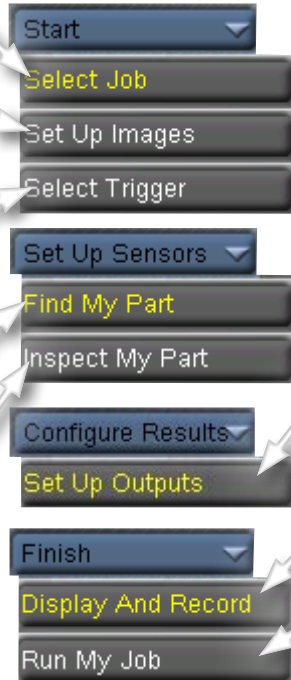 Start
Select Job
Set Up Images
Select Trigger
Set Up Sensors
Find My Part
Inspect My Part
Configure Results
Set Up Outputs
Finish
Display And Record
Run My Job